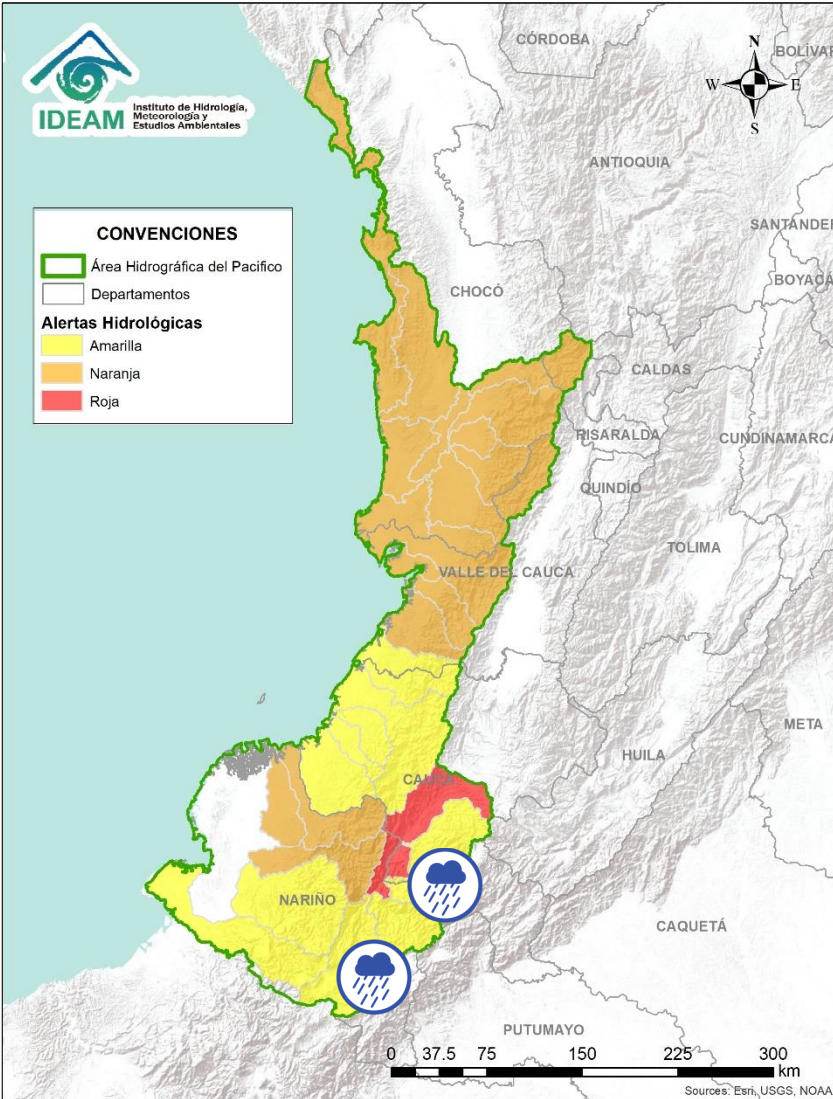 IDEAM
Instituto de Hidrología,
Meteorología y
Estudios Ambientales
N
W
E
S
CÓRDOBA
BOLÍVAR
ANTIOQUIA
SANTANDER
BOYACÁ
CONVENCIONES
Área Hidrográfica del Pacifico
Departamentos
Alertas Hidrológicas
Amarilla
Naranja
Roja
CHOCÓ
CALDAS
RISARALDA
CUNDINAMARCA
QUINDÍO
TOLIMA
VALLE DEL CAUCA
META
HUILA
CAUCA
NARIÑO
CAQUETÁ
PUTUMAYO
0 37.5 75 150 225 300
km
Sources: Esri, USGS, NOAA